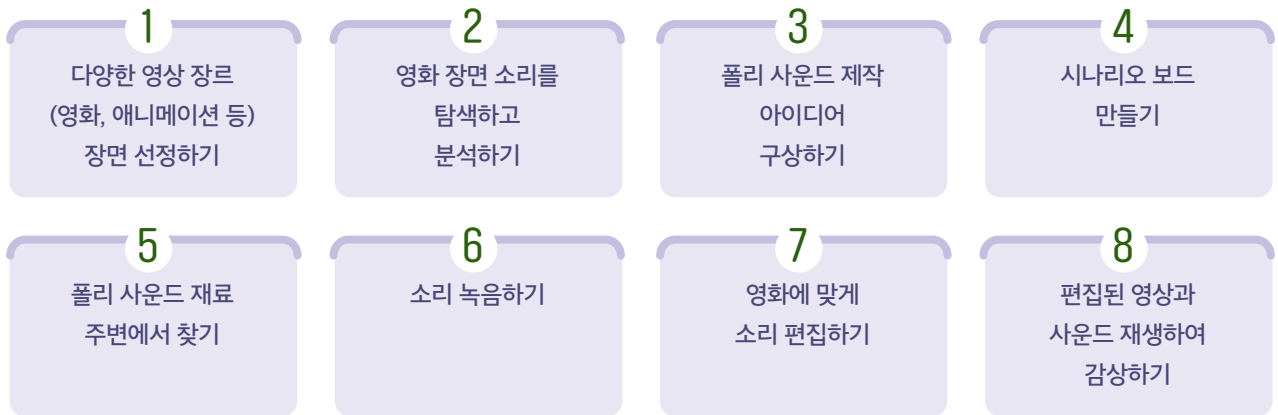 1
다양한 영상 장르
(영화, 애니메이션 등)
장면 선정하기
2
영화 장면 소리를
탐색하고
분석하기
3
폴리 사운드 제작
아이디어
구상하기
4
시나리오 보드
만들기
5
폴리 사운드 재료
주변에서 찾기
6
소리 녹음하기
7
영화에 맞게
소리 편집하기
8
편집된 영상과
사운드 재생하여
감상하기